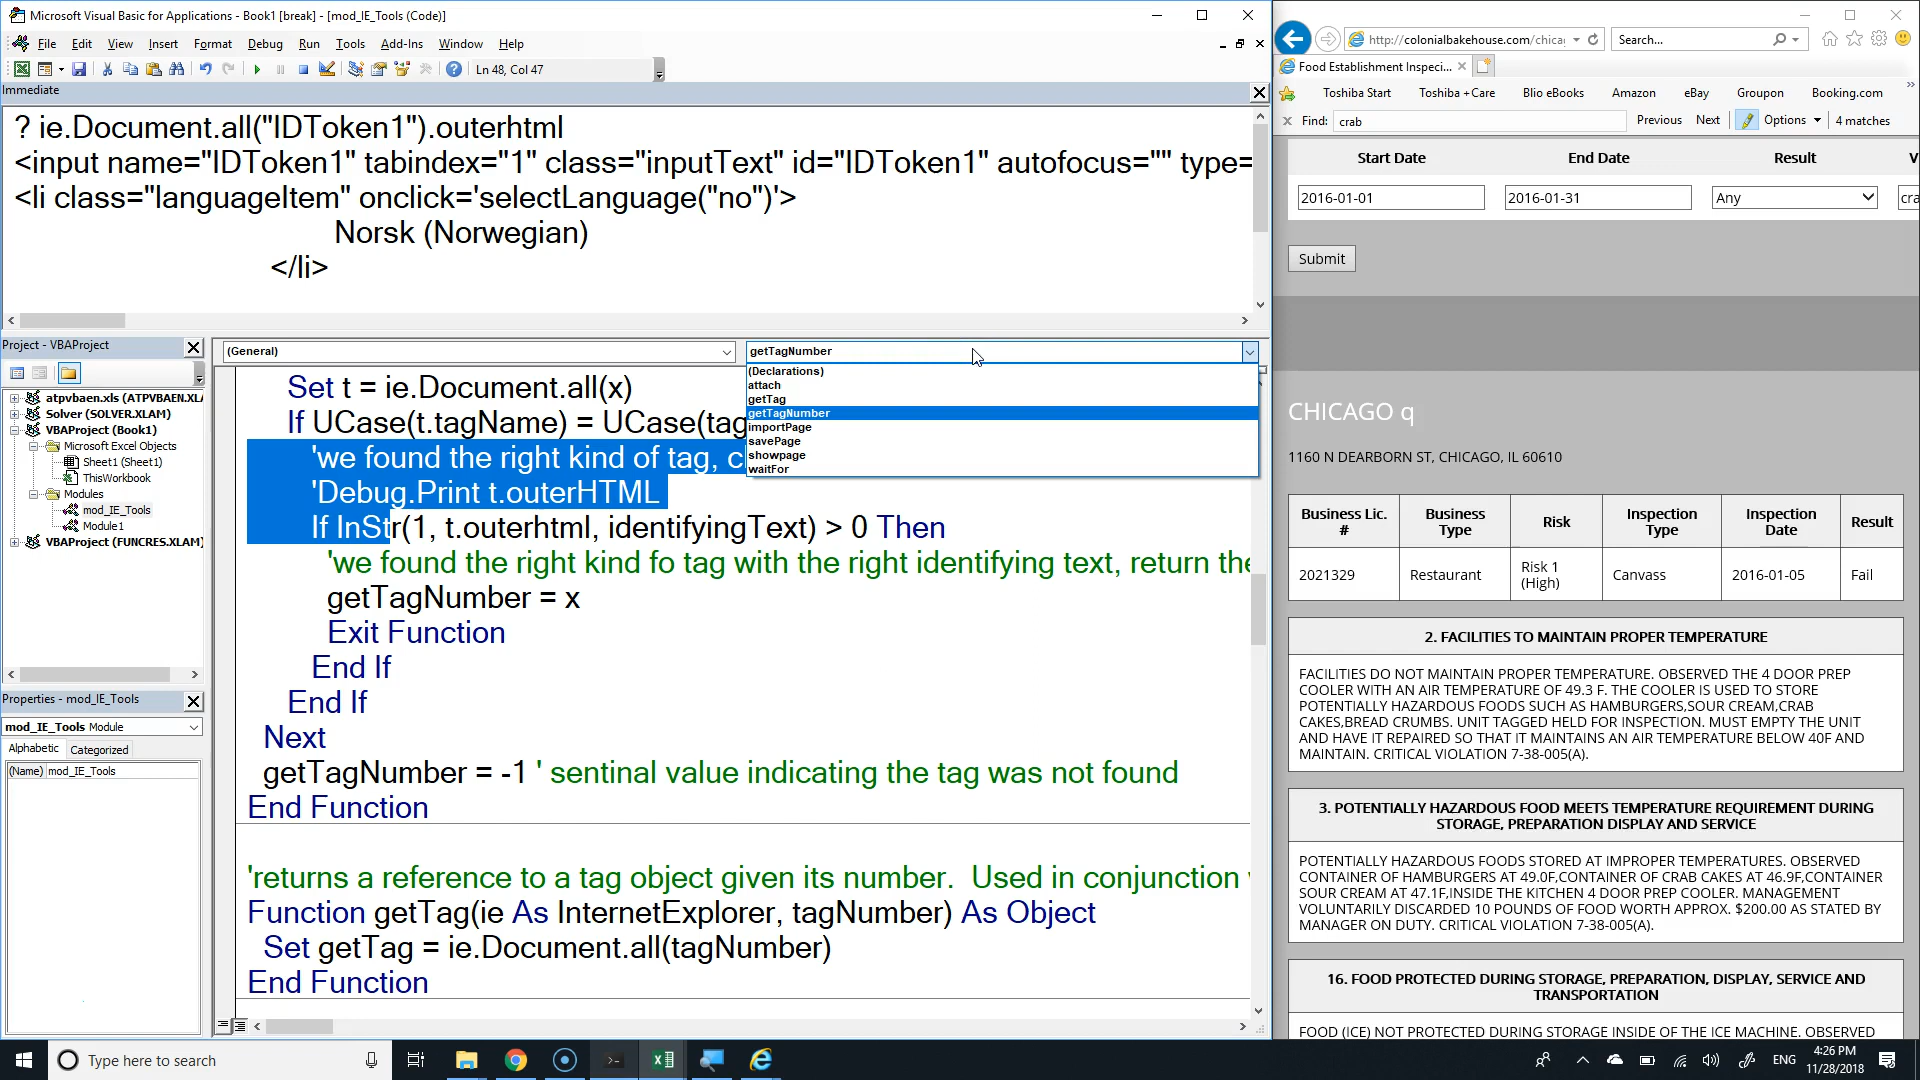 Microsoft Visual Basic for Applications - Book1 [break] - [mod_IE_Tools (Code)]
File Edit View Insert Format Debug Run Tools Add-Ins Window Help
Ln 48, Col 47
Immediate
? ie.Document.all("IDToken1").outerhtml
<input name="IDToken1" tabindex="1" class="inputText" id="IDToken1" autofocus="" type=
<li class="languageItem" onclick='selectLanguage("no")'>
Norsk (Norwegian)
</li>
Project - VBAProject
atpvbaen.xls (ATPVBAEN.XLA
Solver (SOLVER.XLAM)
VBAProject (Book1)
Microsoft Excel Objects
Sheet1 (Sheet1)
ThisWorkbook
Modules
mod_IE_Tools
Module1
VBAProject (FUNCRES.XLAM)
Properties - mod_IE_Tools
mod_IE_Tools Module
Alphabetic Categorized
(Name) mod_IE_Tools
(General)
getTagNumber
(Declarations)
attach
getTag
getTagNumber
importPage
savePage
showpage
waitFor
Set t = ie.Document.all(x)
If UCase(t.tagName) = UCase(tag
'we found the right kind of tag, c
'Debug.Print t.outerHTML
If InStr(1, t.outerhtml, identifyingText) > 0 Then
'we found the right kind fo tag with the right identifying text, return the
getTagNumber = x
Exit Function
End If
End If
Next
getTagNumber = -1 ' sentinal value indicating the tag was not found
End Function
'returns a reference to a tag object given its number. Used in conjunction
Function getTag(ie As InternetExplorer, tagNumber) As Object
Set getTag = ie.Document.all(tagNumber)
End Function
http://colonialbakehouse.com/chica
Search...
Food Establishment Inspeci...
Toshiba Start Toshiba +Care Blio eBooks Amazon eBay Groupon Booking.com
Find: crab Previous Next Options 4 matches
Start Date End Date Result V
2016-01-01 2016-01-31 Any cra
Submit
CHICAGO q
1160 N DEARBORN ST, CHICAGO, IL 60610
Business Lic. # Business Type Risk Inspection Type Inspection Date Result
2021329 Restaurant Risk 1 (High) Canvass 2016-01-05 Fail
2. FACILITIES TO MAINTAIN PROPER TEMPERATURE
FACILITIES DO NOT MAINTAIN PROPER TEMPERATURE. OBSERVED THE 4 DOOR PREP
COOLER WITH AN AIR TEMPERATURE OF 49.3 F. THE COOLER IS USED TO STORE
POTENTIALLY HAZARDOUS FOODS SUCH AS HAMBURGERS,SOUR CREAM,CRAB
CAKES,BREAD CRUMBS. UNIT TAGGED HELD FOR INSPECTION. MUST EMPTY THE UNIT
AND HAVE IT REPAIRED SO THAT IT MAINTAINS AN AIR TEMPERATURE BELOW 40F AND
MAINTAIN. CRITICAL VIOLATION 7-38-005(A).
3. POTENTIALLY HAZARDOUS FOOD MEETS TEMPERATURE REQUIREMENT DURING
STORAGE, PREPARATION DISPLAY AND SERVICE
POTENTIALLY HAZARDOUS FOODS STORED AT IMPROPER TEMPERATURES. OBSERVED
CONTAINER OF HAMBURGERS AT 49.0F,CONTAINER OF CRAB CAKES AT 46.9F,CONTAINER
SOUR CREAM AT 47.1F,INSIDE THE KITCHEN 4 DOOR PREP COOLER. MANAGEMENT
VOLUNTARILY DISCARDED 10 POUNDS OF FOOD WORTH APPROX. $200.00 AS STATED BY
MANAGER ON DUTY. CRITICAL VIOLATION 7-38-005(A).
16. FOOD PROTECTED DURING STORAGE, PREPARATION, DISPLAY, SERVICE AND
TRANSPORTATION
FOOD (ICE) NOT PROTECTED DURING STORAGE INSIDE OF THE ICE MACHINE. OBSERVED
Type here to search
ENG
4:26 PM
11/28/2018